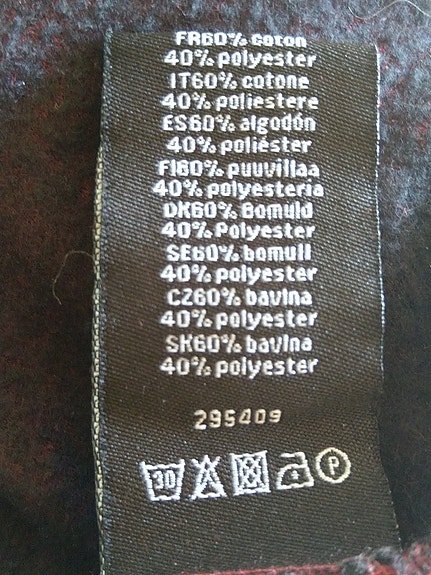 FR60% coton
40% polyester
IT60% cotone
40% poliestere
ES60% algodón
40% poliéster
FI60% puuvillaa
40% polyesteria
DK60% Bomuld
40% Polyester
SE60% bomull
40% polyester
CZ60% bavlna
40% polyester
SK60% bavlna
40% polyester
295409
30 P